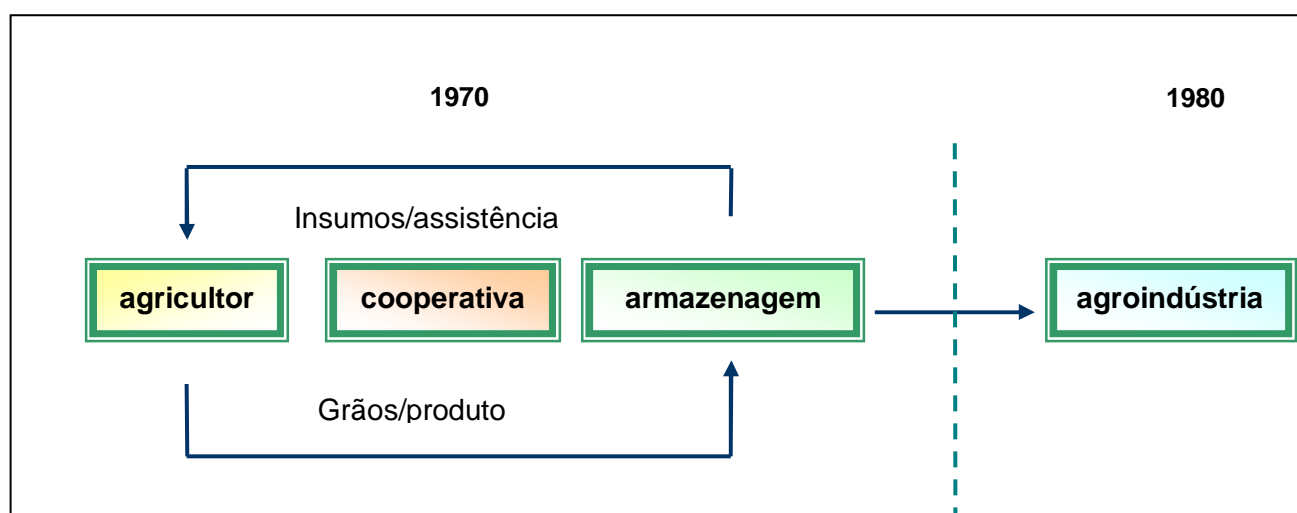 1970
1980
Insumos/assistência
agricultor
cooperativa
armazenagem
agroindústria
Grãos/produto